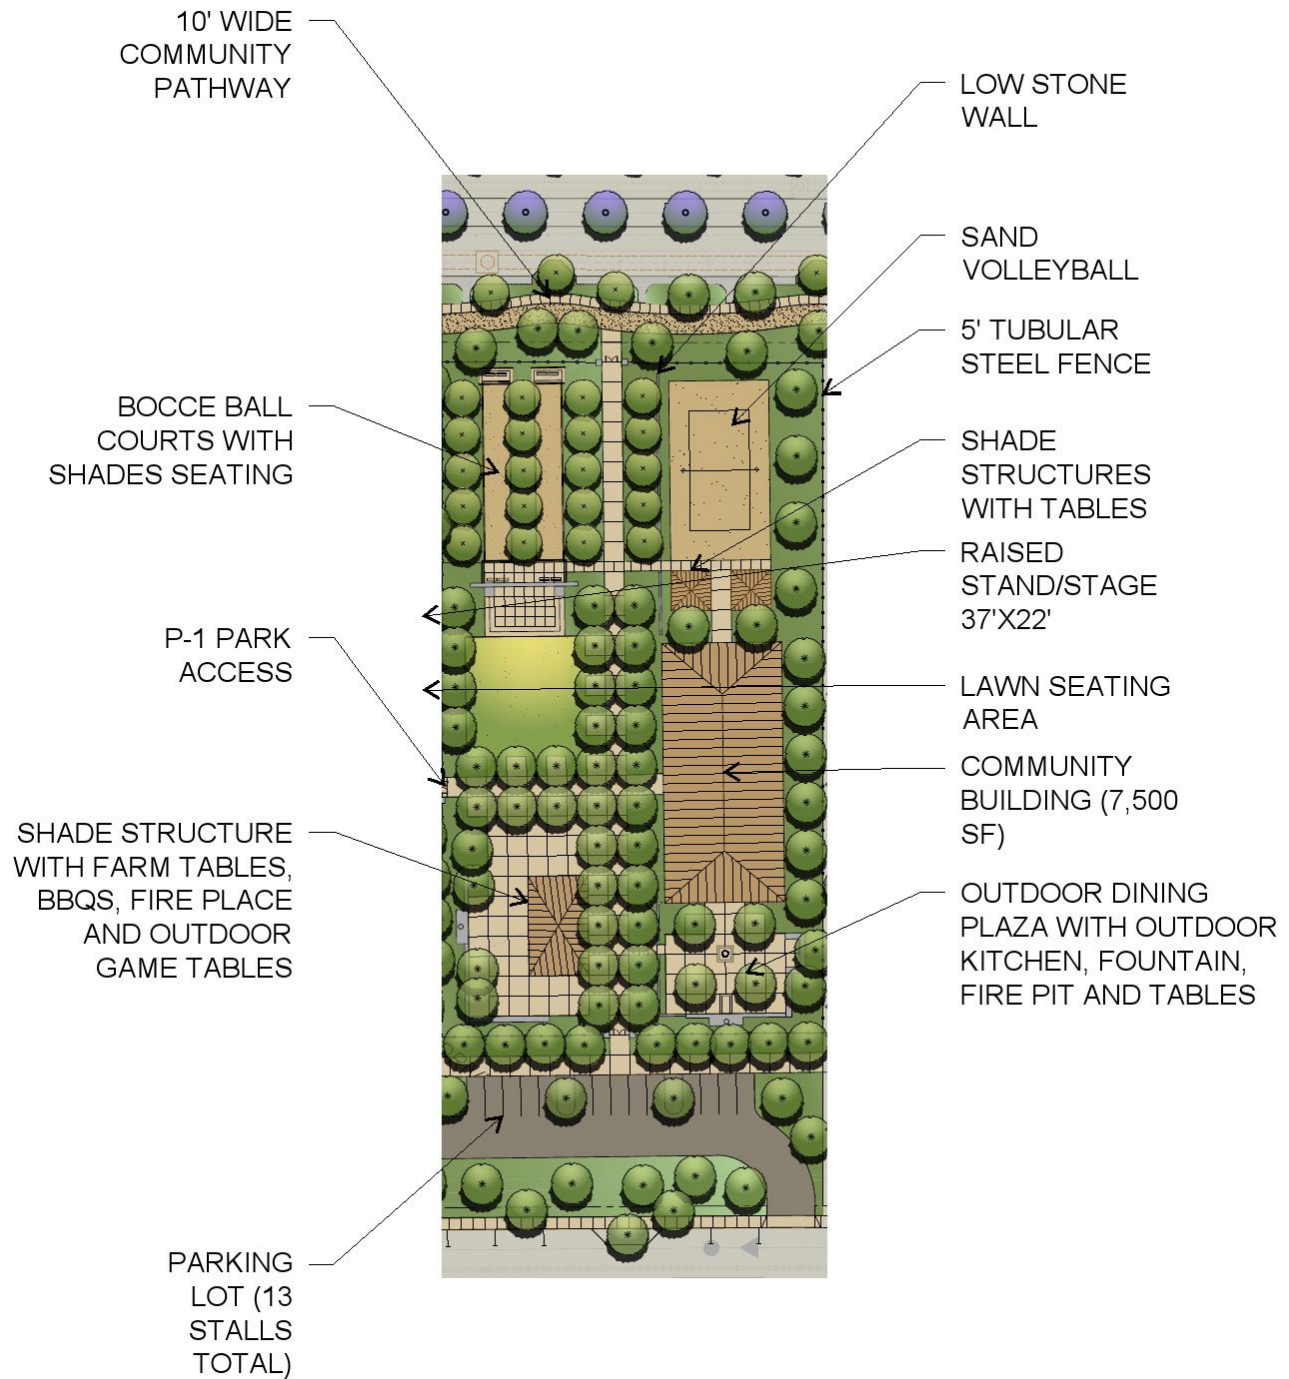 10' WIDE
COMMUNITY
PATHWAY
LOW STONE
WALL
SAND
VOLLEYBALL
5' TUBULAR
STEEL FENCE
BOCCE BALL
COURTS WITH
SHADES SEATING
SHADE
STRUCTURES
WITH TABLES
RAISED
STAND/STAGE
37'X22'
P-1 PARK
ACCESS
LAWN SEATING
AREA
COMMUNITY
BUILDING (7,500
SF)
SHADE STRUCTURE
WITH FARM TABLES,
BBQS, FIRE PLACE
AND OUTDOOR
GAME TABLES
OUTDOOR DINING
PLAZA WITH OUTDOOR
KITCHEN, FOUNTAIN,
FIRE PIT AND TABLES
PARKING
LOT (13
STALLS
TOTAL)